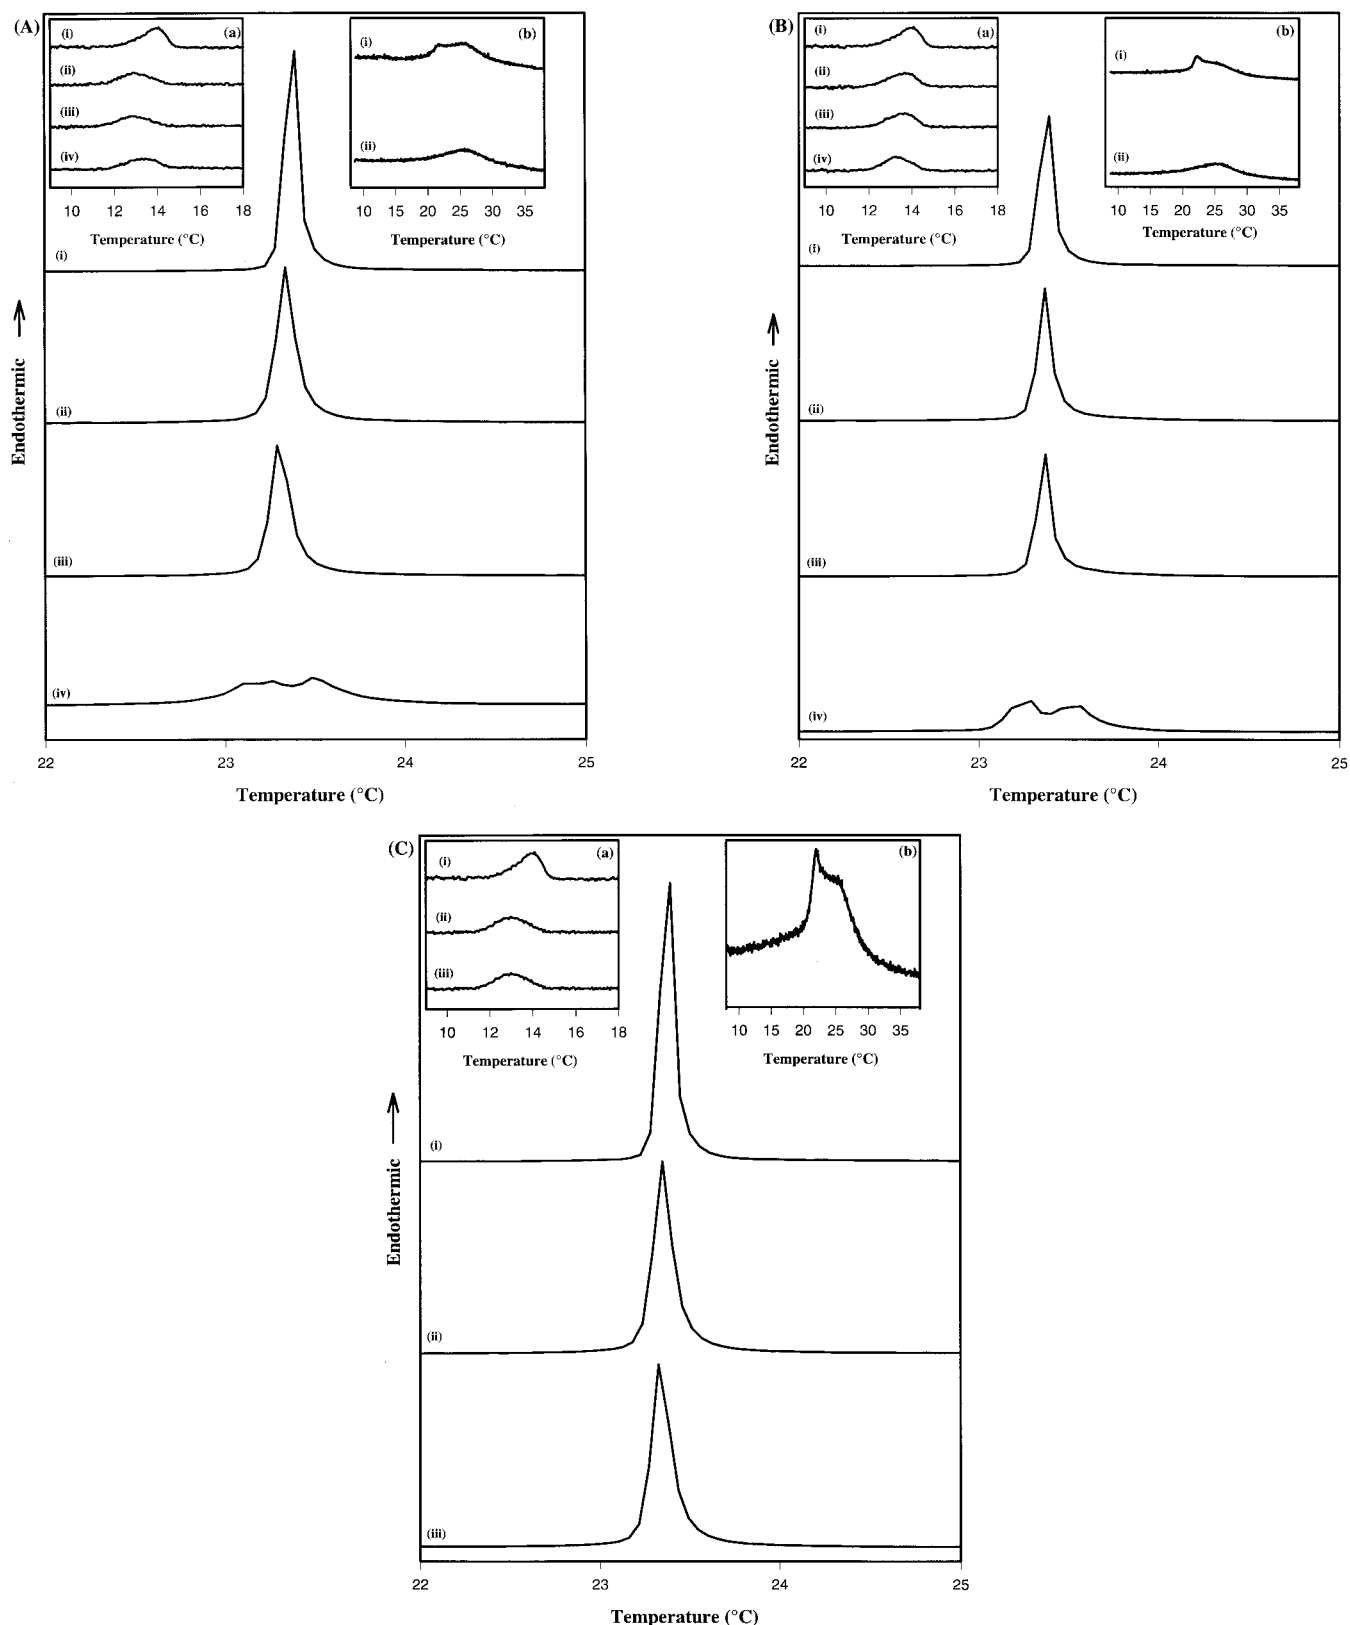 (A)
(i) (a)
(ii)
(iii)
(iv)
10 12 14 16 18
Temperature (°C)
(i) (b)
(ii)
10 15 20 25 30 35
Temperature (°C)
(i)
(ii)
(iii)
(iv)
Endothermic
22 23 24 25
Temperature (°C)
(B)
(i) (a)
(ii)
(iii)
(iv)
10 12 14 16 18
Temperature (°C)
(i) (b)
(ii)
10 15 20 25 30 35
Temperature (°C)
(i)
(ii)
(iii)
(iv)
Endothermic
22 23 24 25
Temperature (°C)
(C)
(i) (a)
(ii)
(iii)
10 12 14 16 18
Temperature (°C)
(b)
10 15 20 25 30 35
Temperature (°C)
(i)
(ii)
(iii)
Endothermic
22 23 24 25
Temperature (°C)